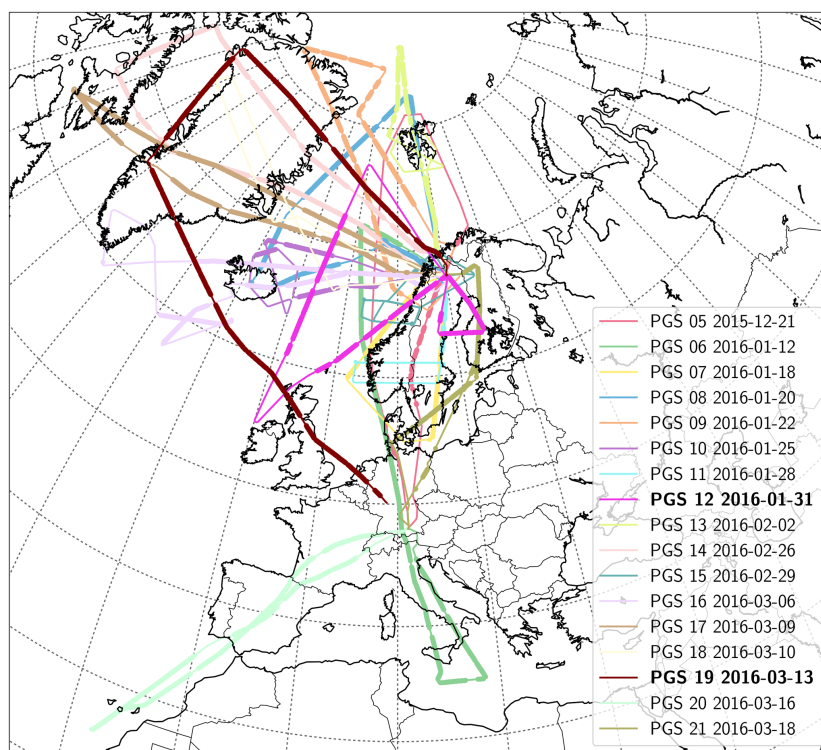 PGS 05 2015-12-21
PGS 06 2016-01-12
PGS 07 2016-01-18
PGS 08 2016-01-20
PGS 09 2016-01-22
PGS 10 2016-01-25
PGS 11 2016-01-28
PGS 12 2016-01-31
PGS 13 2016-02-02
PGS 14 2016-02-26
PGS 15 2016-02-29
PGS 16 2016-03-06
PGS 17 2016-03-09
PGS 18 2016-03-10
PGS 19 2016-03-13
PGS 20 2016-03-16
PGS 21 2016-03-18